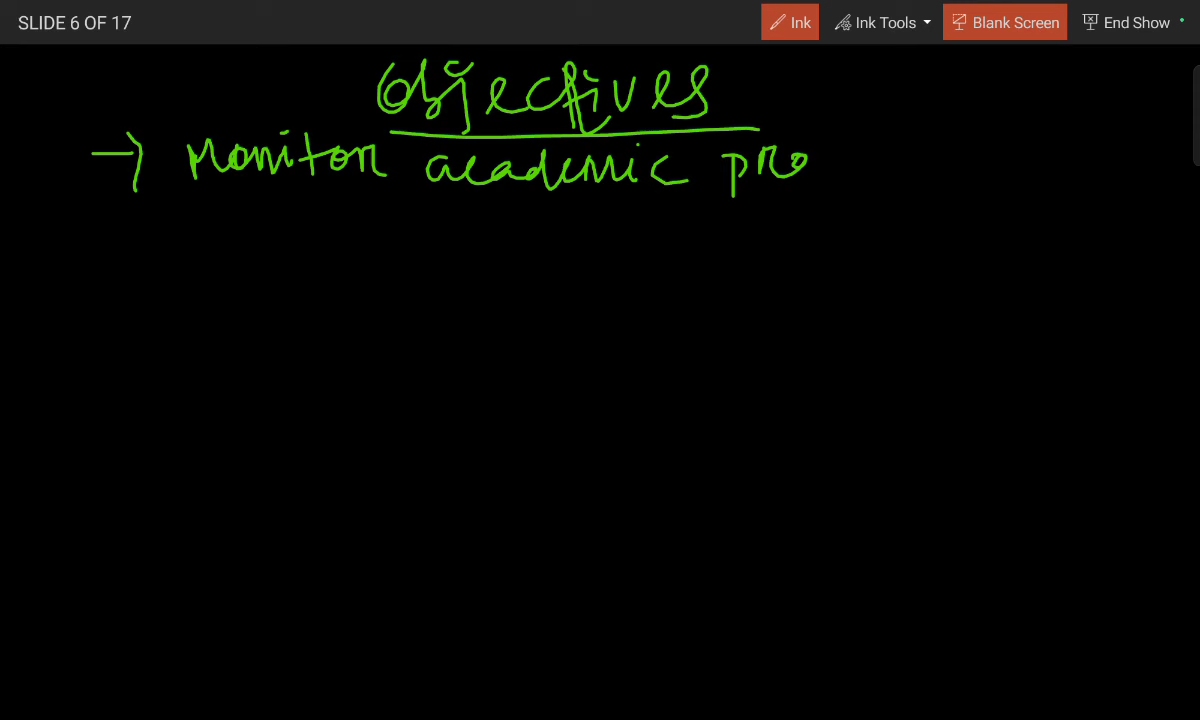 SLIDE 6 OF 17 Ink Ink Tools Blank Screen End Show
Objectives
→ Monitor academic pro